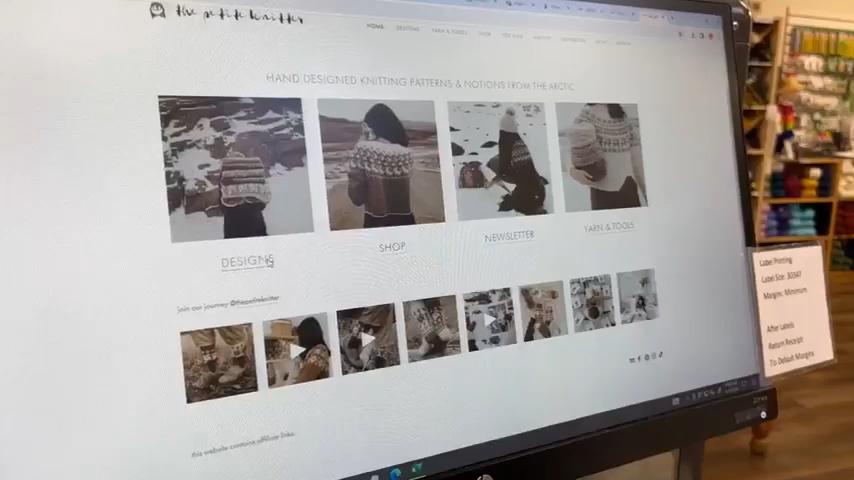 the petite knitter
HOME DESIGNS YARN & TOOLS SHOP
HAND DESIGNED KNITTING PATTERNS & NOTIONS FROM THE ARCTIC
DESIGNS SHOP NEWSLETTER YARN & TOOLS
join our journey @thepetiteknitter
this website contains affiliate links
Label Printing
Label Size: 30347
Margins: Minimum
After Labels
Return Receipt
To Default Margins